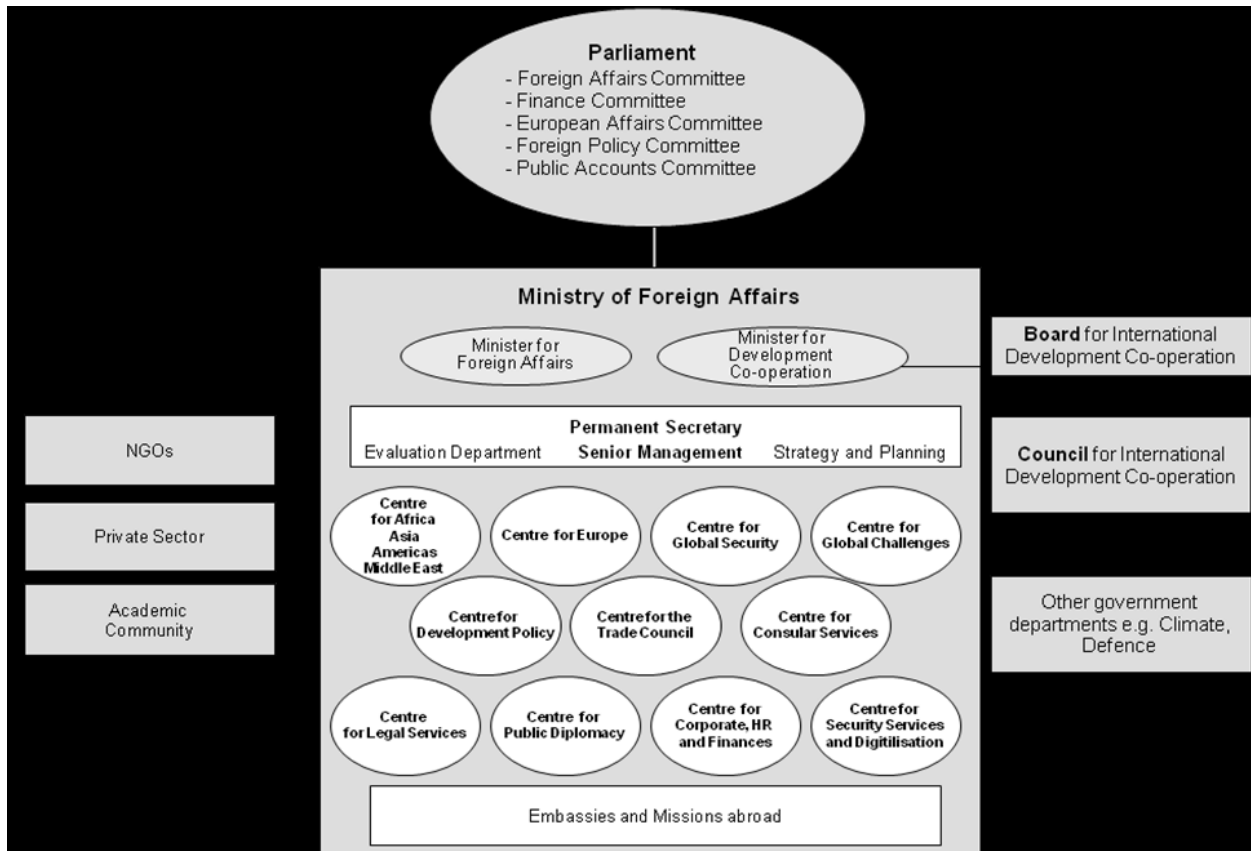 Parliament
- Foreign Affairs Committee
- Finance Committee
- European Affairs Committee
- Foreign Policy Committee
- Public Accounts Committee
Ministry of Foreign Affairs
Minister for
Foreign Affairs
Minister for
Development
Co-operation
Board for International
Development Co-operation
Council for International
Development Co-operation
Other government
departments e.g. Climate,
Defence
NGOs
Private Sector
Academic
Community
Permanent Secretary
Evaluation Department Senior Management Strategy and Planning
Centre
for Africa
Asia
Americas
Middle East
Centre for Europe
Centre for
Global Security
Centre for
Global Challenges
Centre for
Development Policy
Centre for the
Trade Council
Centre for
Consular Services
Centre
for Legal Services
Centre for
Public Diplomacy
Centre for
Corporate, HR
and Finances
Centre for
Security Services
and Digitilisation
Embassies and Missions abroad